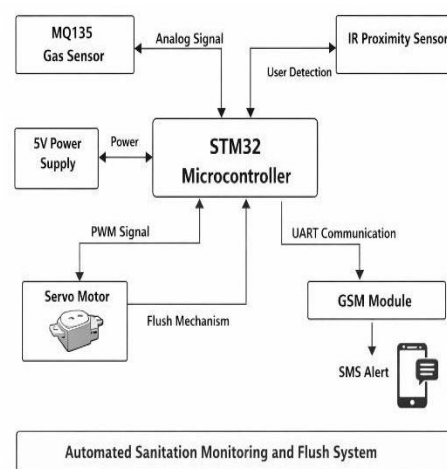 MQ135
Gas Sensor
Analog Signal
IR Proximity Sensor
User Detection
5V Power
Supply
Power
STM32
Microcontroller
PWM Signal
UART Communication
Servo Motor
Flush Mechanism
GSM Module
SMS Alert
Automated Sanitation Monitoring and Flush System